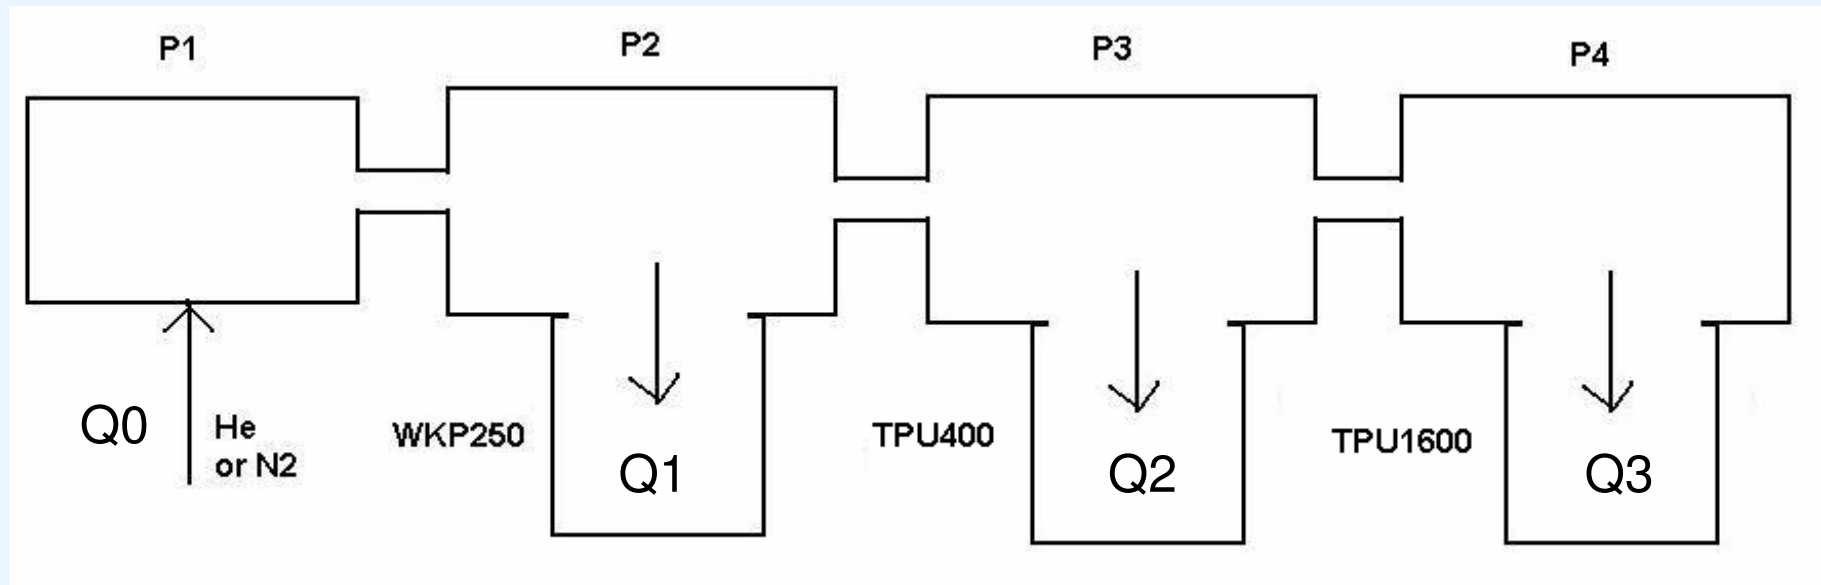 P1
P2
P3
P4
Q0
He
or N2
WKP250
Q1
TPU400
Q2
TPU1600
Q3